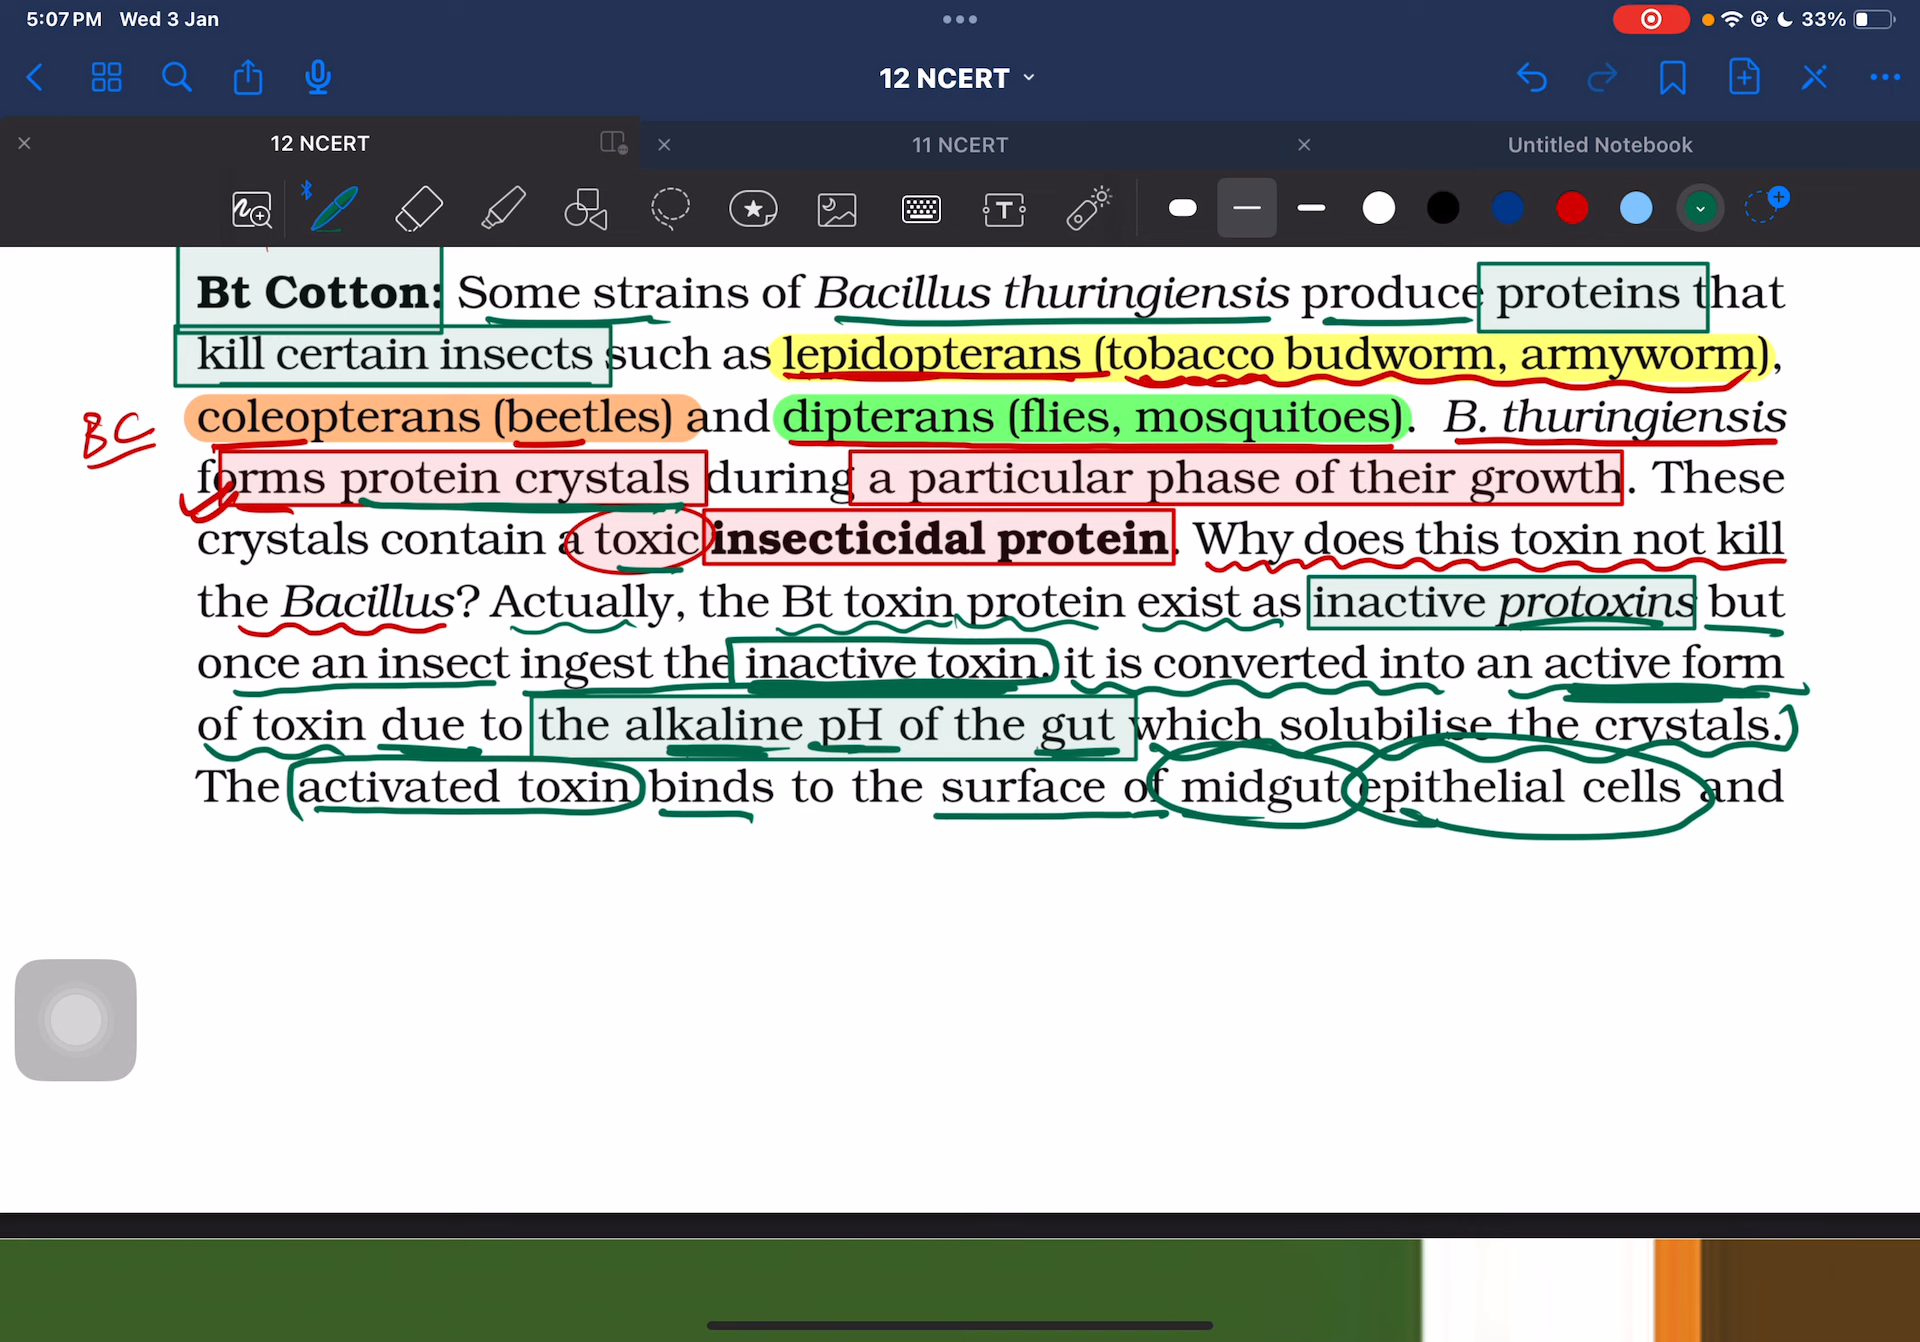 5:07 PM Wed 3 Jan
33%
12 NCERT
12 NCERT
11 NCERT
Untitled Notebook
Bt Cotton: Some strains of Bacillus thuringiensis produce proteins that
kill certain insects such as lepidopterans (tobacco budworm, armyworm),
coleopterans (beetles) and dipterans (flies, mosquitoes). B. thuringiensis
BC
forms protein crystals during a particular phase of their growth. These
crystals contain a toxic insecticidal protein. Why does this toxin not kill
the Bacillus? Actually, the Bt toxin protein exist as inactive protoxins but
once an insect ingest the inactive toxin, it is converted into an active form
of toxin due to the alkaline pH of the gut which solubilise the crystals.
The activated toxin binds to the surface of midgut epithelial cells and